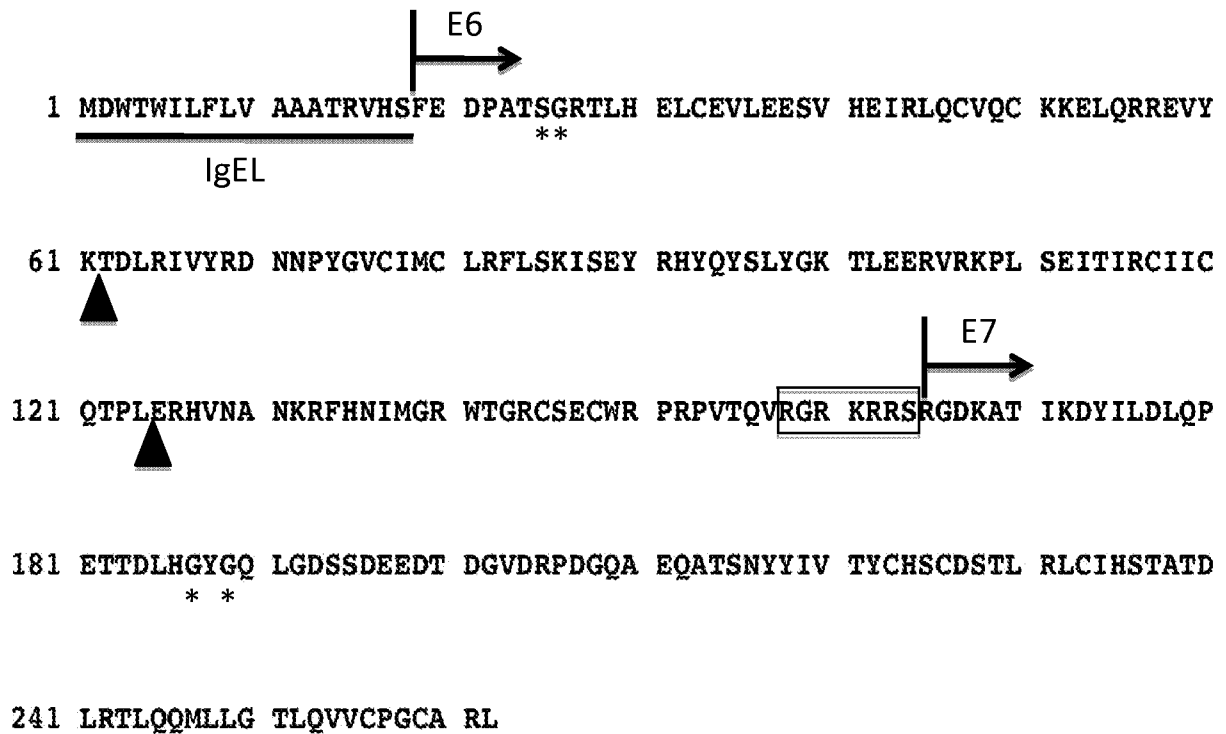 E6
1 MDWTWILFLV AAATRVHSFE DPATSGRTLH ELCEVLEESV HEIRLQCVQC KKELQRREVY
**
IgEL
61 KTDLRIVYRD NNPYGVCIMC LRFLSKISEY RHYQYSLYGK TLEERVRKPL SEITIRCIIC
E7
121 QTPLERHVNA NKRFHNIMGR WTGRCSECWR PRPVTQVRGR KRRSRGDKAT IKDYILDLQP
181 ETTDLHGYGQ LGDSSDEEDT DGVDRPDGQA EQATSNYYIV TYCHSCDSTL RLCIHSTATD
* *
241 LRTLQQMLLG TLQVVCPGCA RL